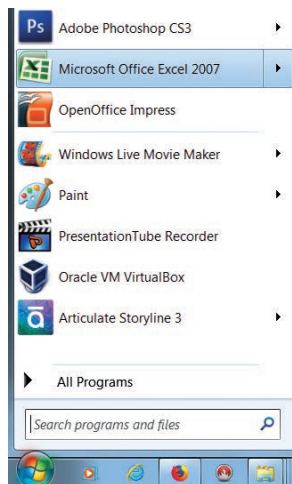 Ps Adobe Photoshop CS3
Microsoft Office Excel 2007
OpenOffice Impress
Windows Live Movie Maker
Paint
PresentationTube Recorder
Oracle VM VirtualBox
ā Articulate Storyline 3
All Programs
Search programs and files